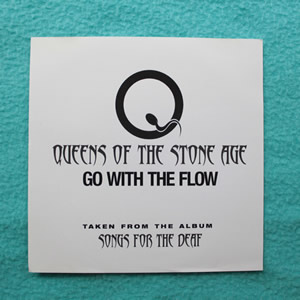 QUEENS OF THE STONE AGE
GO WITH THE FLOW
TAKEN FROM THE ALBUM
SONGS FOR THE DEAF